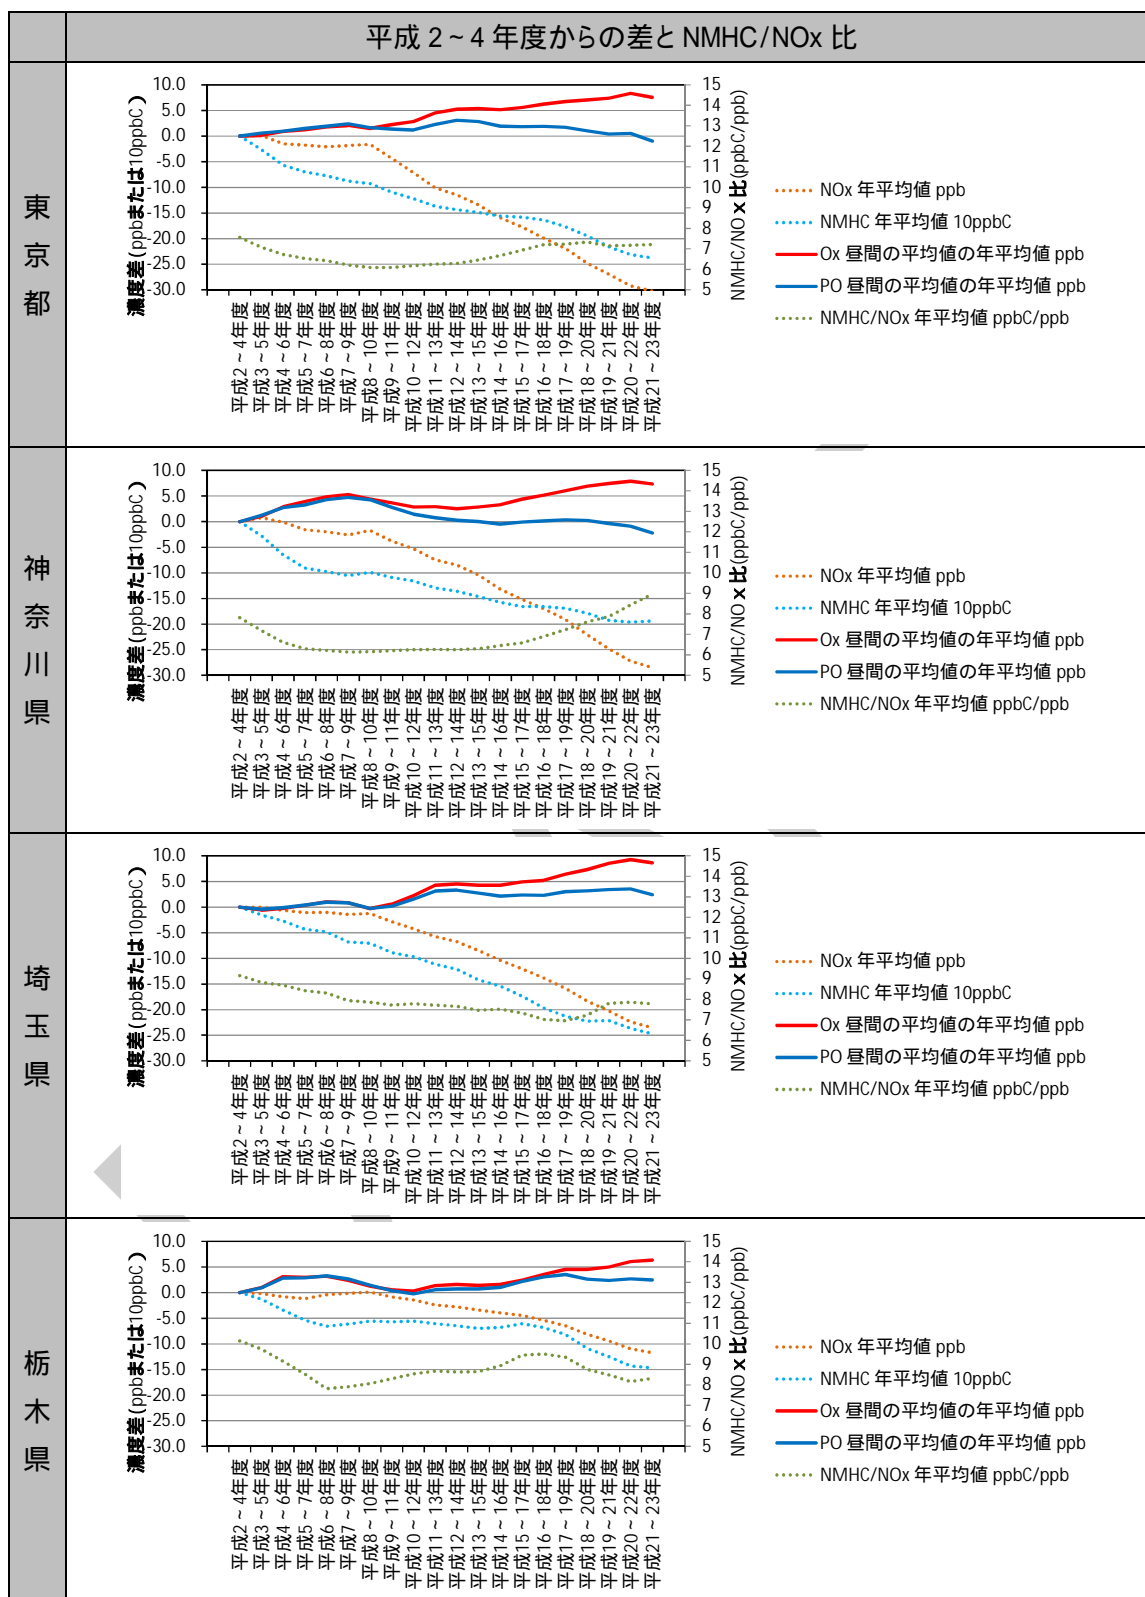 平成 2～4 年度からの差と NMHC/NOx 比
東京都
濃度差(ppbまたは10ppbC)
10.0
5.0
0.0
-5.0
-10.0
-15.0
-20.0
-25.0
-30.0
15
14
13
12
11
10
9
8
7
6
5
NMHC/NOx比(ppbC/ppb)
平成2～4年度
平成3～5年度
平成4～6年度
平成5～7年度
平成6～8年度
平成7～9年度
平成8～10年度
平成9～11年度
平成10～12年度
平成11～13年度
平成12～14年度
平成13～15年度
平成14～16年度
平成15～17年度
平成16～18年度
平成17～19年度
平成18～20年度
平成19～21年度
平成20～22年度
平成21～23年度
NOx 年平均値 ppb
NMHC 年平均値 10ppbC
Ox 昼間の平均値の年平均値 ppb
PO 昼間の平均値の年平均値 ppb
NMHC/NOx 年平均値 ppbC/ppb
神奈川県
濃度差(ppbまたは10ppbC)
10.0
5.0
0.0
-5.0
-10.0
-15.0
-20.0
-25.0
-30.0
15
14
13
12
11
10
9
8
7
6
5
NMHC/NOx比(ppbC/ppb)
平成2～4年度
平成3～5年度
平成4～6年度
平成5～7年度
平成6～8年度
平成7～9年度
平成8～10年度
平成9～11年度
平成10～12年度
平成11～13年度
平成12～14年度
平成13～15年度
平成14～16年度
平成15～17年度
平成16～18年度
平成17～19年度
平成18～20年度
平成19～21年度
平成20～22年度
平成21～23年度
NOx 年平均値 ppb
NMHC 年平均値 10ppbC
Ox 昼間の平均値の年平均値 ppb
PO 昼間の平均値の年平均値 ppb
NMHC/NOx 年平均値 ppbC/ppb
埼玉県
濃度差(ppbまたは10ppbC)
10.0
5.0
0.0
-5.0
-10.0
-15.0
-20.0
-25.0
-30.0
15
14
13
12
11
10
9
8
7
6
5
NMHC/NOx比(ppbC/ppb)
平成2～4年度
平成3～5年度
平成4～6年度
平成5～7年度
平成6～8年度
平成7～9年度
平成8～10年度
平成9～11年度
平成10～12年度
平成11～13年度
平成12～14年度
平成13～15年度
平成14～16年度
平成15～17年度
平成16～18年度
平成17～19年度
平成18～20年度
平成19～21年度
平成20～22年度
平成21～23年度
NOx 年平均値 ppb
NMHC 年平均値 10ppbC
Ox 昼間の平均値の年平均値 ppb
PO 昼間の平均値の年平均値 ppb
NMHC/NOx 年平均値 ppbC/ppb
栃木県
濃度差(ppbまたは10ppbC)
10.0
5.0
0.0
-5.0
-10.0
-15.0
-20.0
-25.0
-30.0
15
14
13
12
11
10
9
8
7
6
5
NMHC/NOx比(ppbC/ppb)
平成2～4年度
平成3～5年度
平成4～6年度
平成5～7年度
平成6～8年度
平成7～9年度
平成8～10年度
平成9～11年度
平成10～12年度
平成11～13年度
平成12～14年度
平成13～15年度
平成14～16年度
平成15～17年度
平成16～18年度
平成17～19年度
平成18～20年度
平成19～21年度
平成20～22年度
平成21～23年度
NOx 年平均値 ppb
NMHC 年平均値 10ppbC
Ox 昼間の平均値の年平均値 ppb
PO 昼間の平均値の年平均値 ppb
NMHC/NOx 年平均値 ppbC/ppb